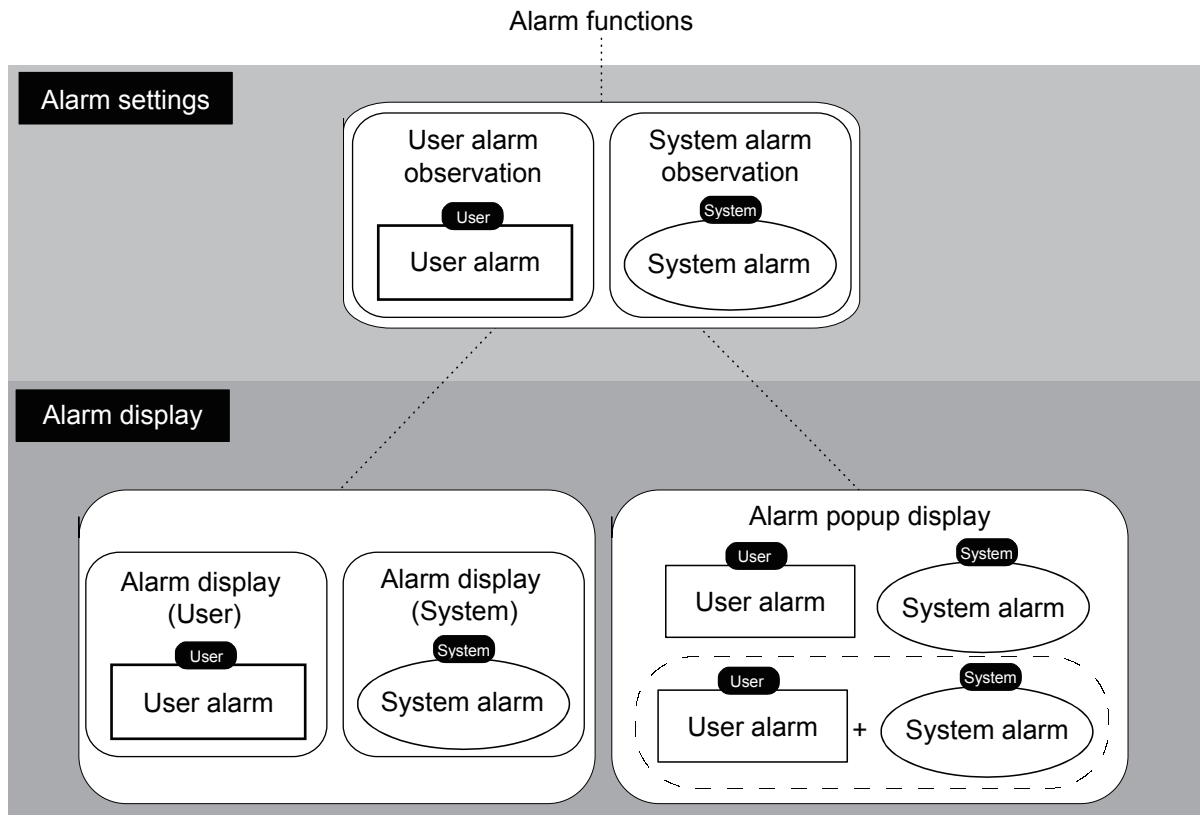 Alarm functions
Alarm settings
User alarm
observation
User
User alarm
System alarm
observation
System
System alarm
Alarm display
Alarm display
(User)
User
User alarm
Alarm display
(System)
System
System alarm
Alarm popup display
User
User alarm
System
System alarm
User
User alarm
+
System
System alarm